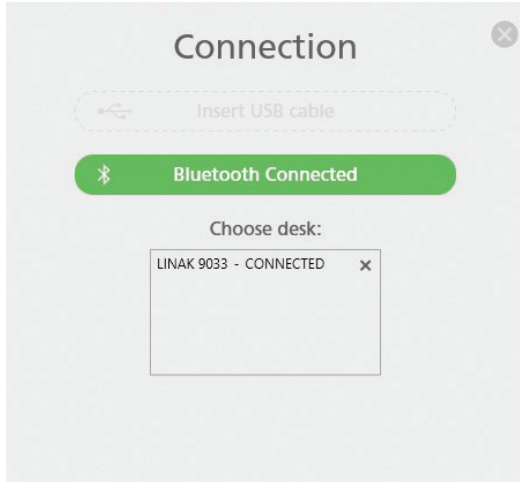 Connection
Insert USB cable
Bluetooth Connected
Choose desk:
LINAK 9033 - CONNECTED